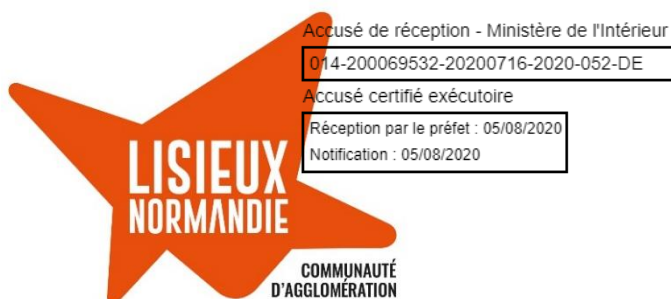 Accusé de réception - Ministère de l'Intérieur
014-200069532-20200716-2020-052-DE
Accusé certifié exécutoire
Réception par le préfet : 05/08/2020
Notification : 05/08/2020
LISIEUX
NORMANDIE
COMMUNAUTÉ
D'AGGLOMÉRATION